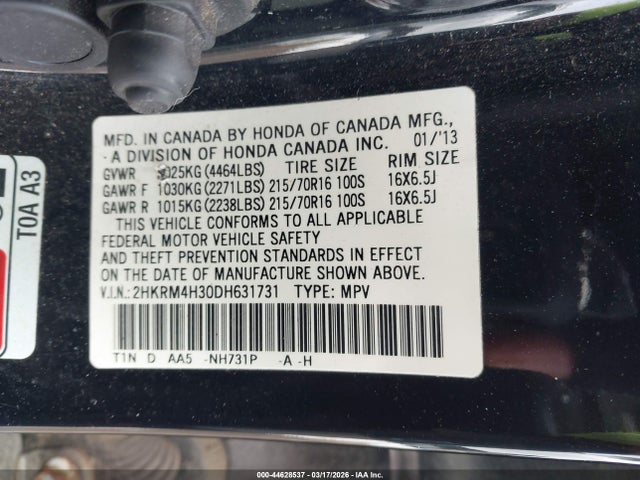 MFD. IN CANADA BY HONDA OF CANADA MFG.,
- A DIVISION OF HONDA CANADA INC. 01/'13
GVWR 025KG (4464LBS) TIRE SIZE RIM SIZE
GAWR F 1030KG (2271LBS) 215/70R16 100S 16X6.5J
GAWR R 1015KG (2238LBS) 215/70R16 100S 16X6.5J
THIS VEHICLE CONFORMS TO ALL APPLICABLE
FEDERAL MOTOR VEHICLE SAFETY
AND THEFT PREVENTION STANDARDS IN EFFECT
ON THE DATE OF MANUFACTURE SHOWN ABOVE.
V.I.N.: 2HKRM4H30DH631731 TYPE: MPV
T1N D AA5 -NH731P -A -H
T0A A3
000-44628537 - 03/17/2026 - IAA Inc.